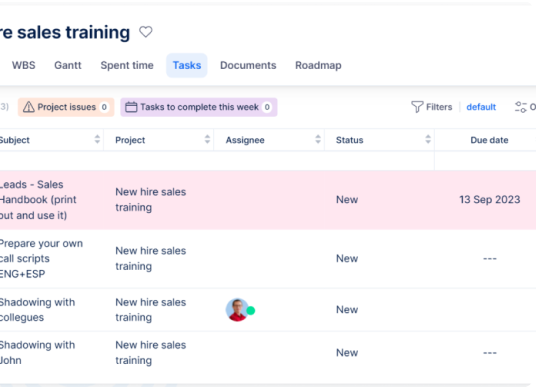 re sales training
WBS Gantt Spent time Tasks Documents Roadmap
3) Project issues 0 Tasks to complete this week 0 Filters default O
Subject Project Assignee Status Due date
Leads - Sales
Handbook (print
out and use it)
New hire sales
training
New
13 Sep 2023
Prepare your own
call scripts
ENG+ESP
New hire sales
training
New
---
Shadowing with
collegues
New hire sales
training
New
Shadowing with
John
New hire sales
training
New
---